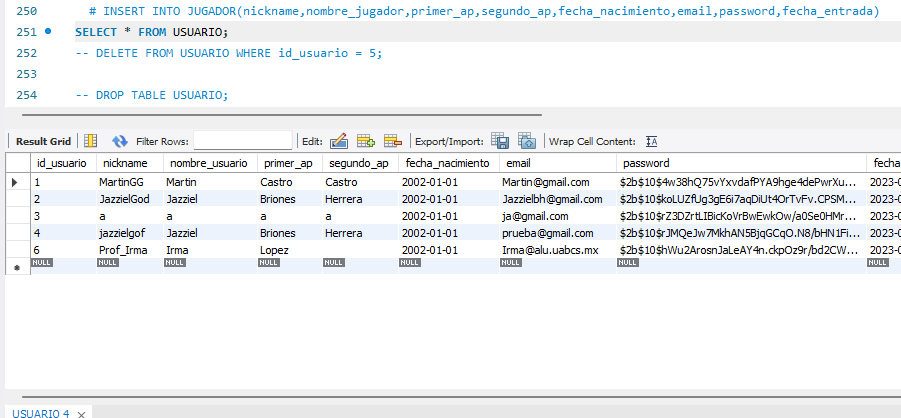 250 # INSERT INTO JUGADOR(nickname,nombre_jugador,primer_ap,segundo_ap,fecha_nacimiento,email,password,fecha_entrada)
251 SELECT * FROM USUARIO;
252 -- DELETE FROM USUARIO WHERE id_usuario = 5;
253
254 -- DROP TABLE USUARIO;
Result Grid Filter Rows: Edit: Export/Import: Wrap Cell Content: IA
id_usuario nickname nombre_usuario primer_ap segundo_ap fecha_nacimiento email password fecha
1 MartinGG Martin Castro Castro 2002-01-01 Martin@gmail.com $2b$10$4w38hQ75vYxvdafPYA9hge4dePwrXu... 2023-0
2 JazzielGod Jazziel Briones Herrera 2002-01-01 Jazzielbh@gmail.com $2b$10$koLUZfUg3gE6i7aqDiUt4OrTvFv.CPSM... 2023-0
3 a a a a 2002-01-01 ja@gmail.com $2b$10$rZ3DZrtLIBicKoVrBwEwkOw/a0Se0HMr... 2023-0
4 jazzielgof Jazziel Briones Herrera 2002-01-01 prueba@gmail.com $2b$10$rJMQeJw7MkhAN5BjqGCqO.N8/bHN1Fi... 2023-0
6 Prof_Irma Irma Lopez 2002-01-01 Irma@alu.uabcs.mx $2b$10$hWu2ArosnJaLeAY4n.ckpOz9r/bd2CW... 2023-0
NULL NULL NULL NULL NULL NULL NULL NULL NULL
USUARIO 4